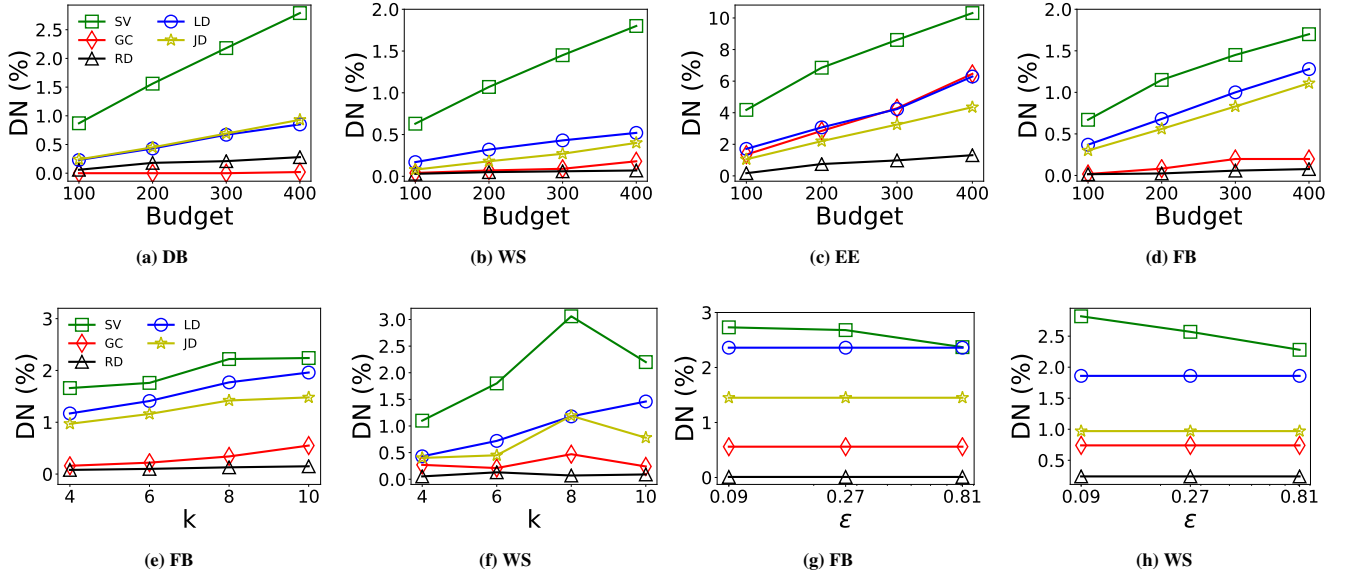 DN (%)
2.5
2.0
1.5
1.0
0.5
0.0
SV
GC
RD
LD
JD
100 200 300 400
Budget
(a) DB
DN (%)
2.0
1.5
1.0
0.5
0.0
100 200 300 400
Budget
(b) WS
DN (%)
10
8
6
4
2
0
100 200 300 400
Budget
(c) EE
DN (%)
2.0
1.5
1.0
0.5
0.0
100 200 300 400
Budget
(d) FB
DN (%)
3
2
1
0
SV
GC
RD
LD
JD
4 6 8 10
k
(e) FB
DN (%)
3.0
2.5
2.0
1.5
1.0
0.5
0.0
4 6 8 10
k
(f) WS
DN (%)
3
2
1
0
0.09 0.27 0.81
ε
(g) FB
DN (%)
2.5
2.0
1.5
1.0
0.5
0.09 0.27 0.81
ε
(h) WS